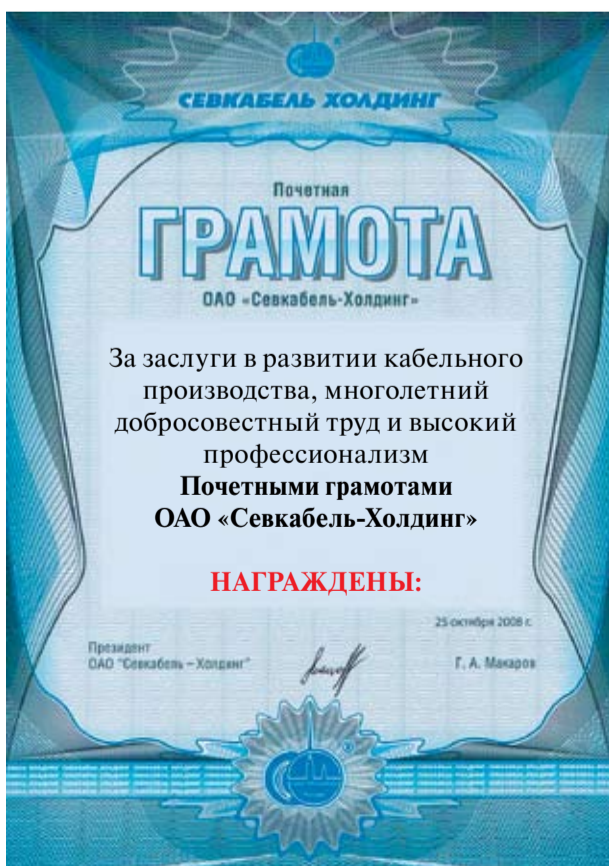 СЕВКАБЕЛЬ ХОЛДИНГ
Почетная
ГРАМОТА
ОАО «Севкабель-Холдинг»
За заслуги в развитии кабельного
производства, многолетний
добросовестный труд и высокий
профессионализм
Почетными грамотами
ОАО «Севкабель-Холдинг»
НАГРАЖДЕНЫ:
25 октября 2008 г.
Президент
ОАО "Севкабель – Холдинг"
Г. А. Макаров